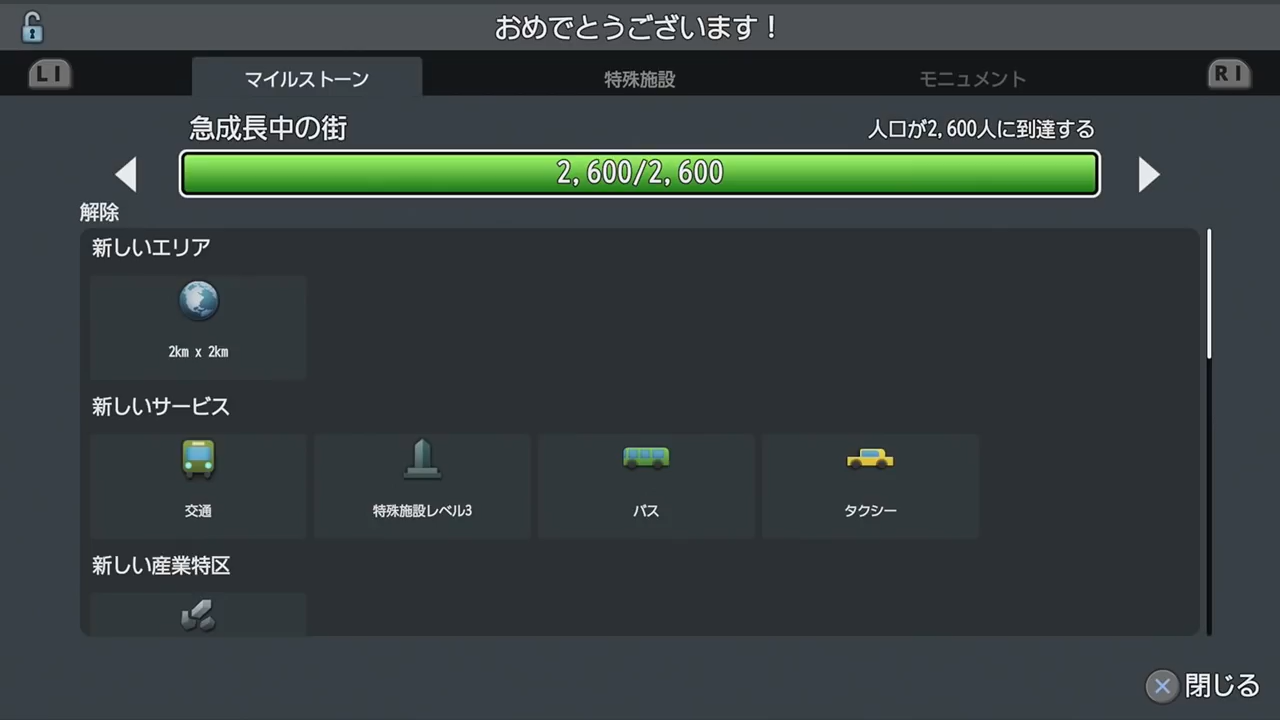 おめでとうございます！
L1
マイルストーン
特殊施設
モニュメント
R1
急成長中の街
人口が2,600人に到達する
2,600/2,600
解除
新しいエリア
2km x 2km
新しいサービス
交通
特殊施設レベル3
バス
タクシー
新しい産業特区
閉じる